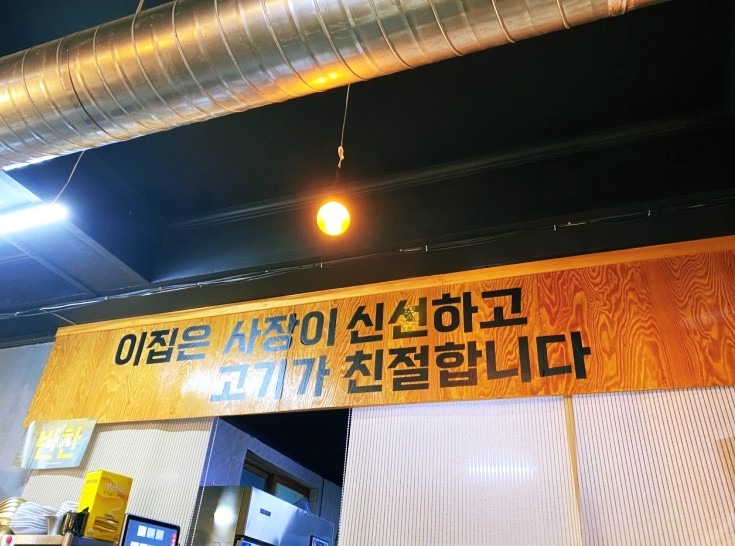 이집은 사장이 신선하고
고기가 친절합니다